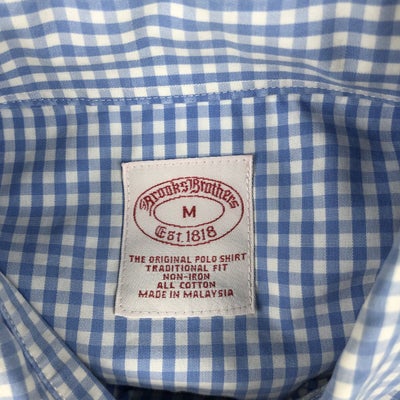 Brooks Brothers
M
Est. 1818
THE ORIGINAL POLO SHIRT
TRADITIONAL FIT
NON-IRON
ALL COTTON
MADE IN MALAYSIA